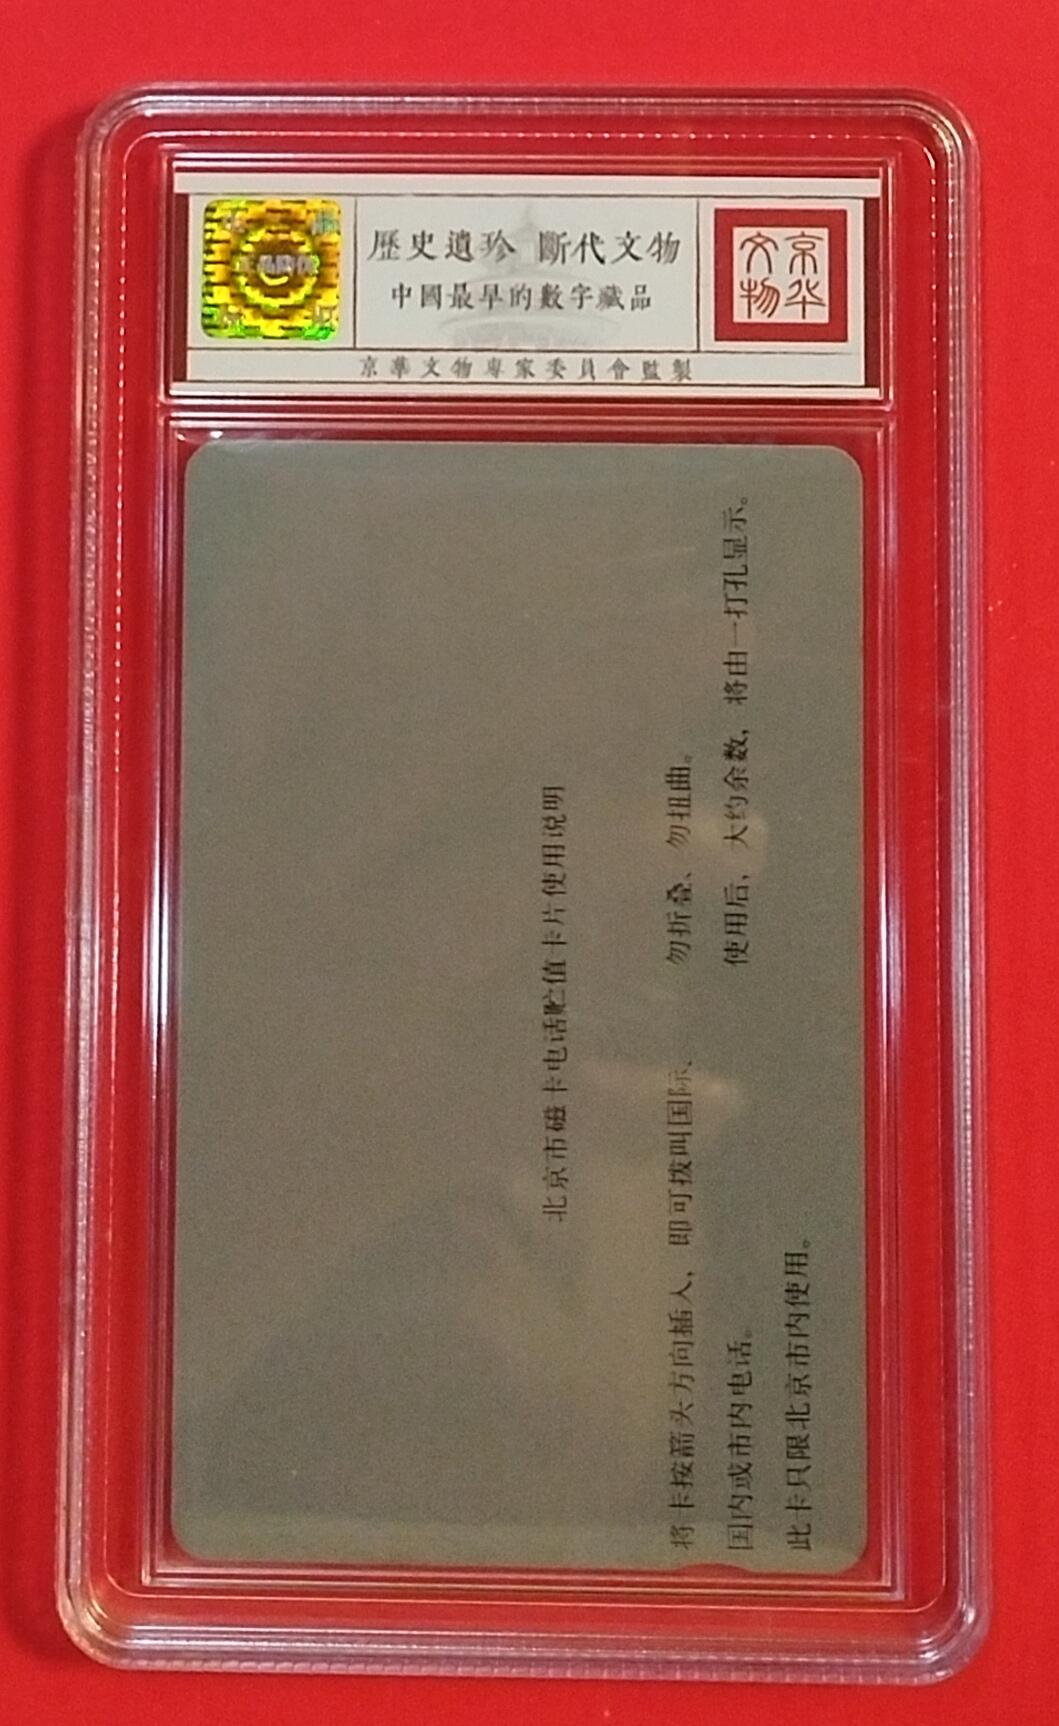 歷史遺珍 斷代文物
中國最早的數字藏品
京华
文物
京華文物專家委員會監製
北京市磁卡电话贮值卡片使用说明
将卡按箭头方向插入，即可拨叫国际、
国内或市内电话。
此卡只限北京市内使用。
勿折叠、勿扭曲。
使用后，大约余数，将由一打孔显示。